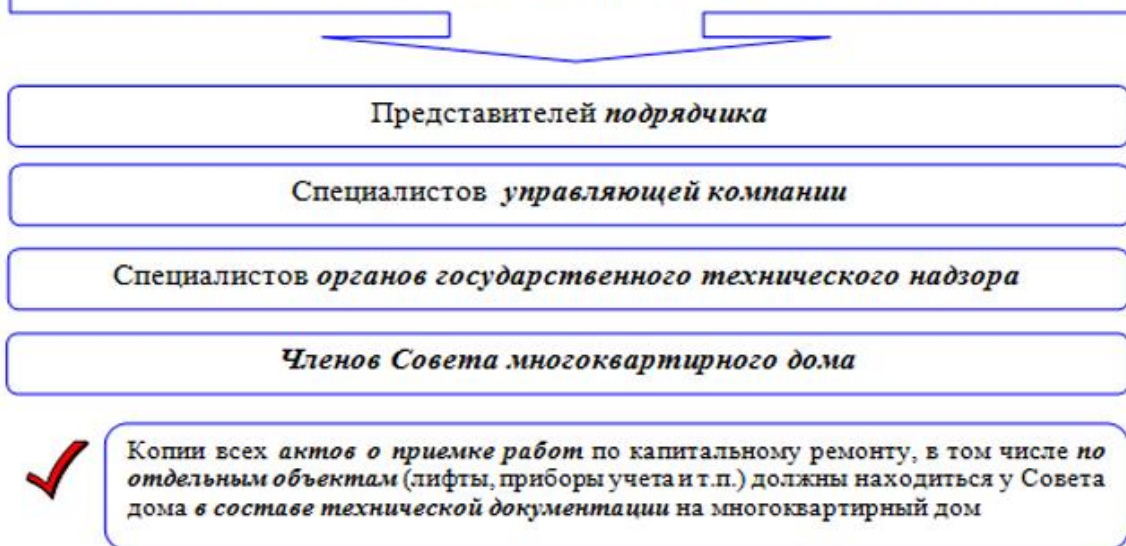 Представителей подрядчика
Специалистов управляющей компании
Специалистов органов государственного технического надзора
Членов Совета многоквартирного дома
Копии всех актов о приемке работ по капитальному ремонту, в том числе по
отдельным объектам (лифты, приборы учета и т.п.) должны находиться у Совета
дома в составе технической документации на многоквартирный дом